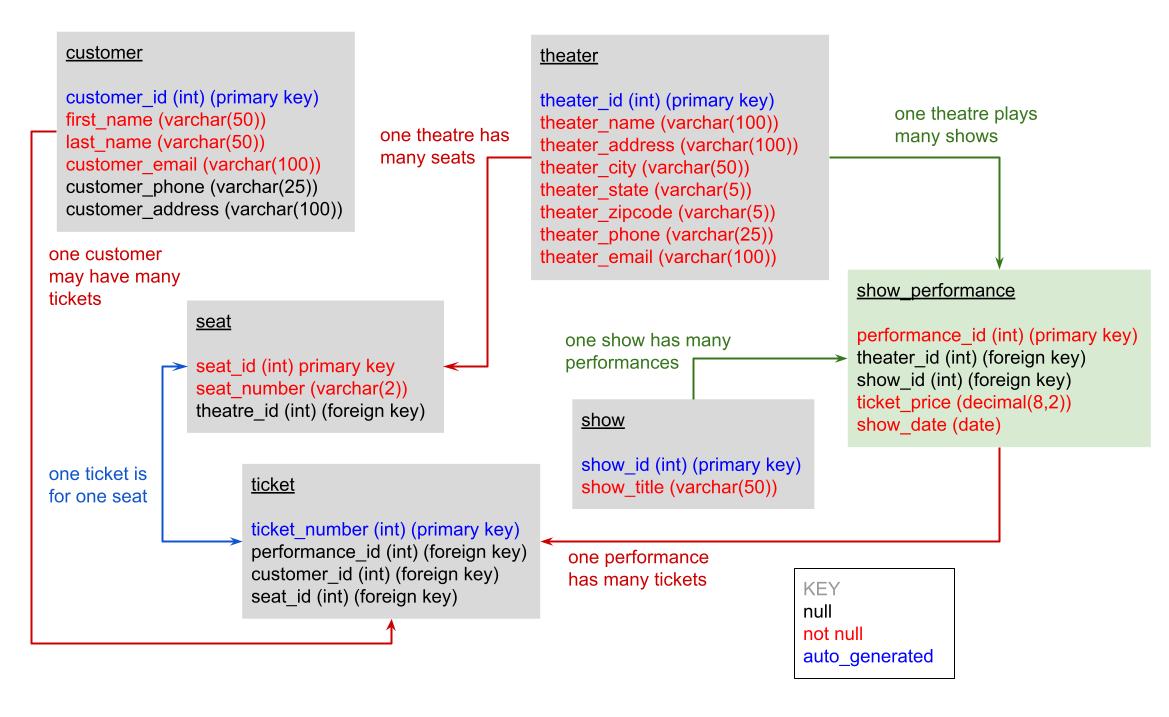 customer
customer_id (int) (primary key)
first_name (varchar(50))
last_name (varchar(50))
customer_email (varchar(100))
customer_phone (varchar(25))
customer_address (varchar(100))
theater
theater_id (int) (primary key)
theater_name (varchar(100))
theater_address (varchar(100))
theater_city (varchar(50))
theater_state (varchar(5))
theater_zipcode (varchar(5))
theater_phone (varchar(25))
theater_email (varchar(100))
one theatre has
many seats
one theatre plays
many shows
one customer
may have many
tickets
seat
seat_id (int) primary key
seat_number (varchar(2))
theatre_id (int) (foreign key)
one show has many
performances
show_performance
performance_id (int) (primary key)
theater_id (int) (foreign key)
show_id (int) (foreign key)
ticket_price (decimal(8,2))
show_date (date)
show
show_id (int) (primary key)
show_title (varchar(50))
one ticket is
for one seat
ticket
ticket_number (int) (primary key)
performance_id (int) (foreign key)
customer_id (int) (foreign key)
seat_id (int) (foreign key)
one performance
has many tickets
KEY
null
not null
auto_generated